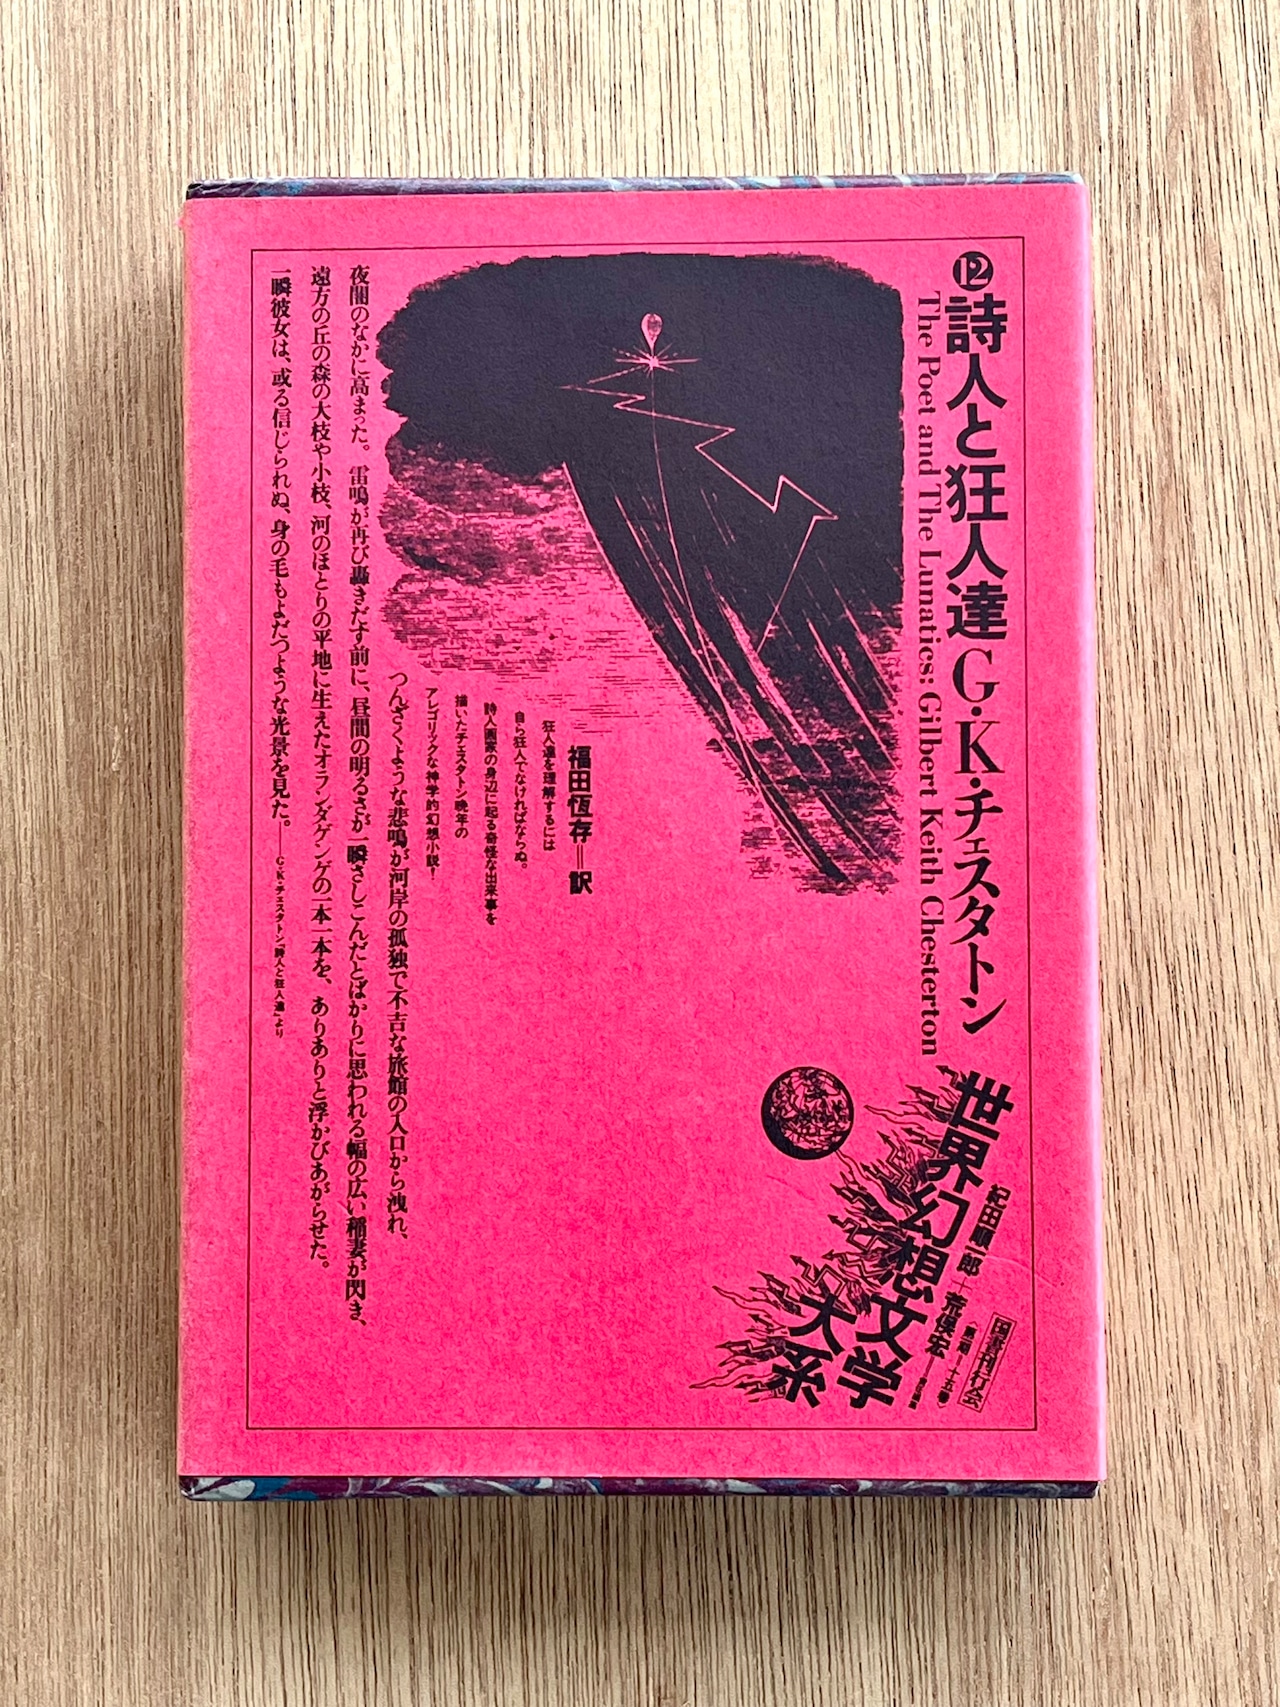 ⑫詩人と狂人達 G・K・チェスタトン
The Poet and The Lunatics: Gilbert Keith Chesterton
世界幻想文学大系
紀田順一郎＋荒俣宏＝責任編集
〈第一期＝十五巻〉
国書刊行会
福田恆存＝訳
狂人達を理解するには
自ら狂人でなければならぬ。
詩人画家の身辺に起る奇怪な出来事を
描いたチェスタトン晩年の
アレゴリックな神学的幻想小説！
つんざくような悲鳴が河岸の孤独で不吉な旅館の入口から洩れ、
夜闇のなかに高まった。雷鳴が再び轟きだす前に、昼間の明るさが一瞬さしこんだとばかりに思われる幅の広い稲妻が閃き、
遠方の丘の森の大枝や小枝、河のほとりの平地に生えたオランダゲンゲの一本一本を、ありありと浮かびあがらせた。
一瞬彼女は、或る信じられぬ、身の毛もよだつような光景を見た。——G・K・チェスタトン「詩人と狂人達」より